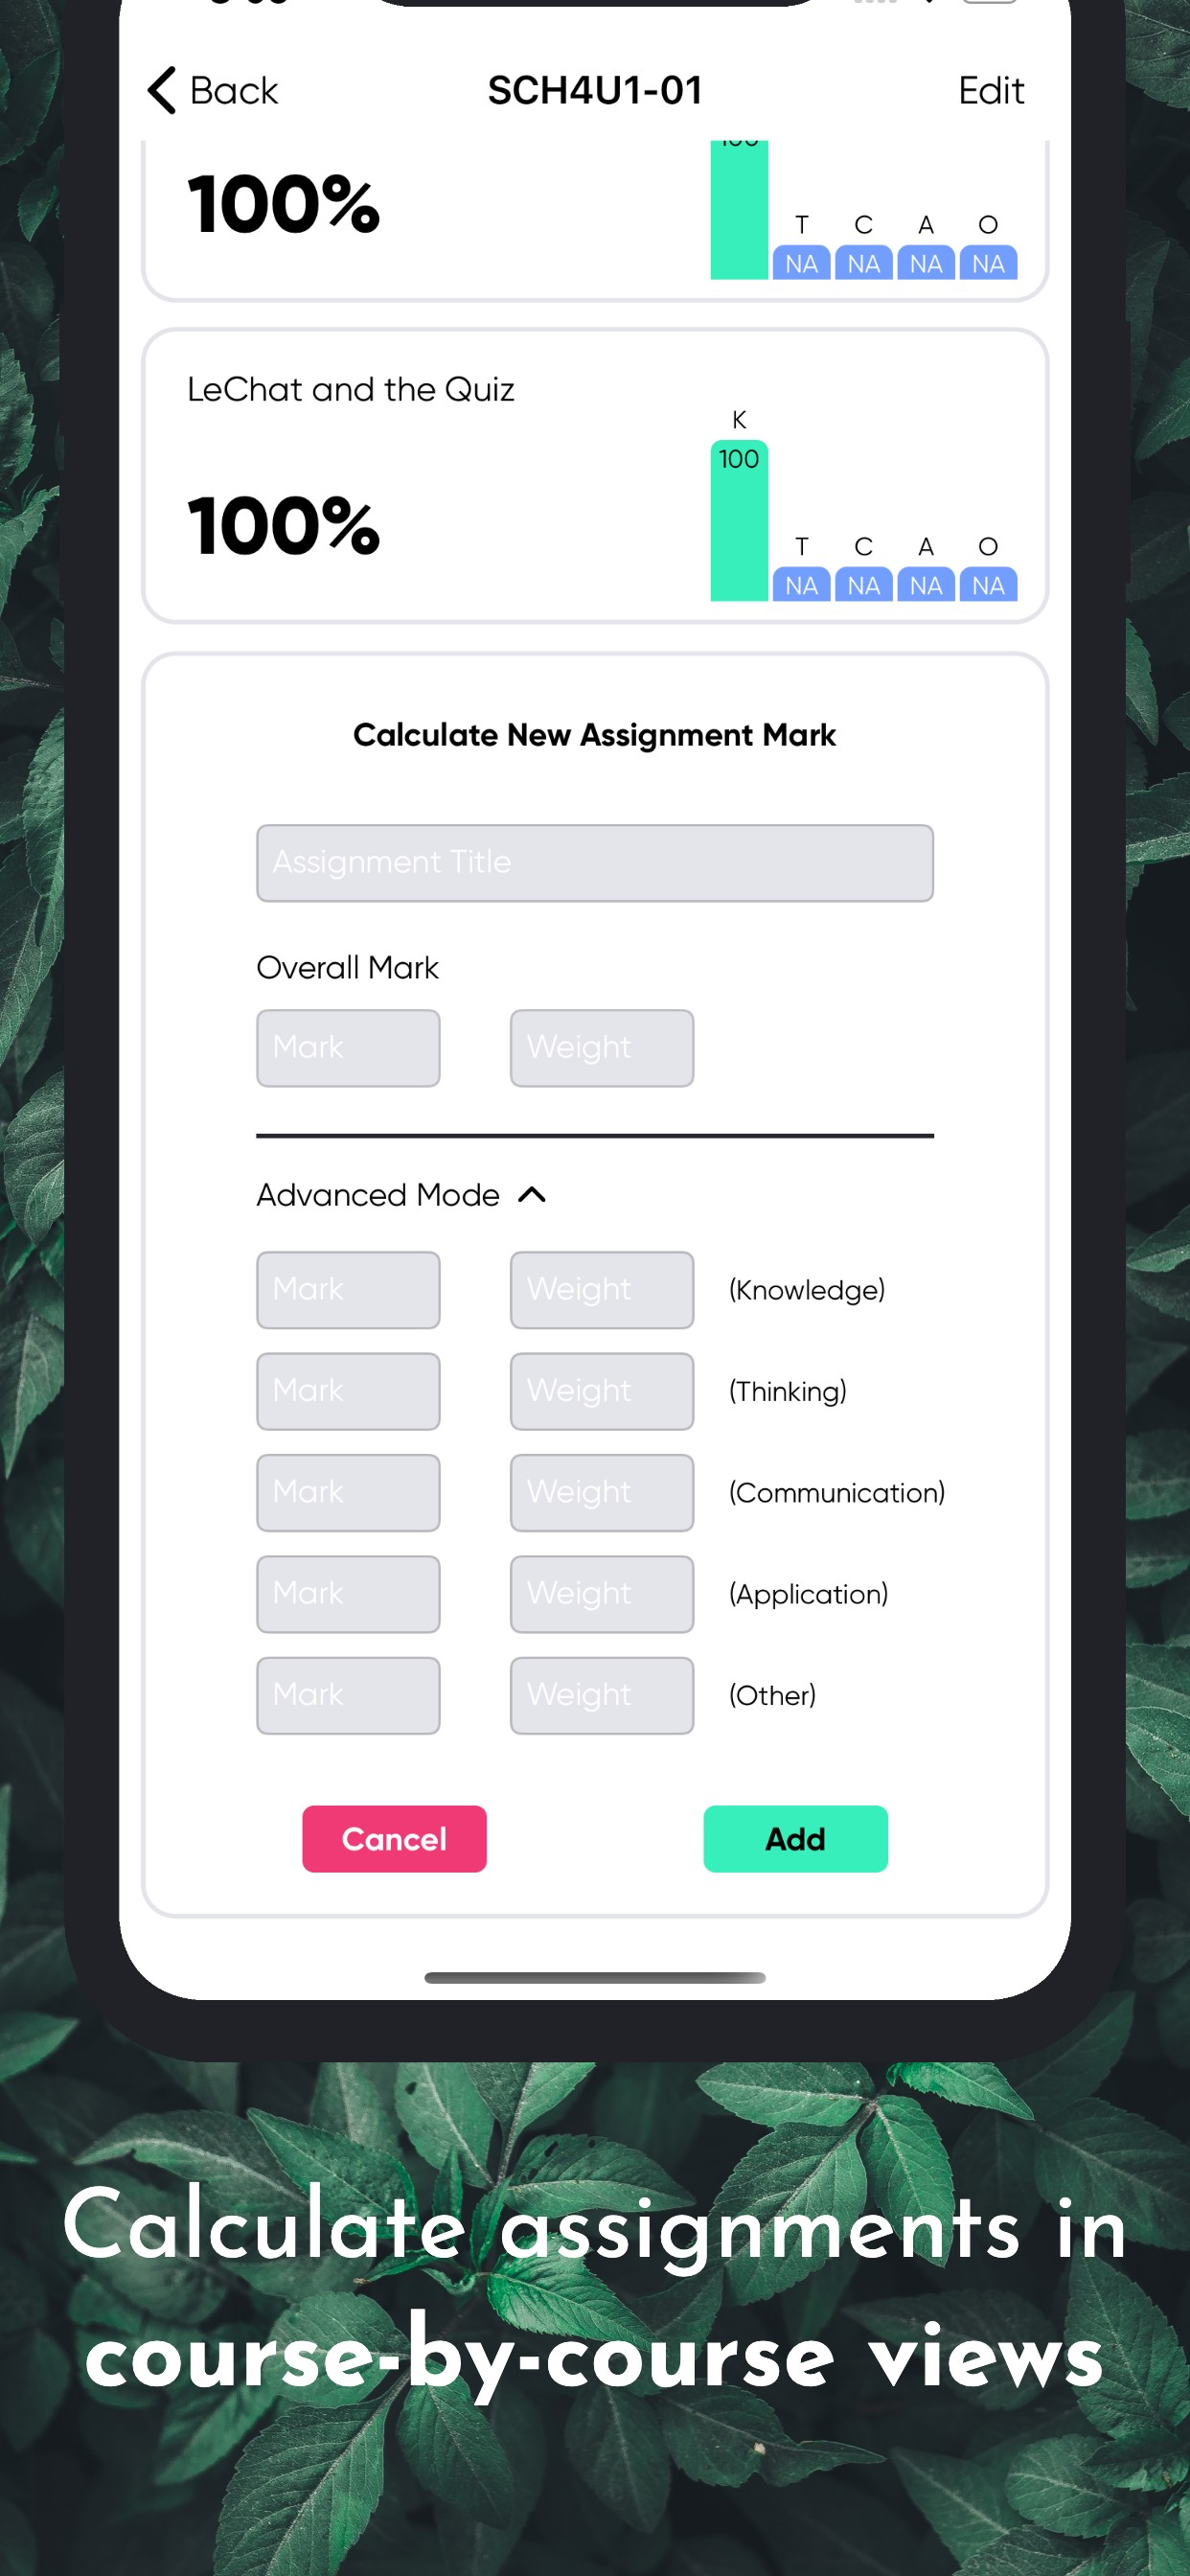 Back SCH4U1-01 Edit
100%
T C A O
NA NA NA NA
LeChat and the Quiz
K
100
100%
T C A O
NA NA NA NA
Calculate New Assignment Mark
Assignment Title
Overall Mark
Mark Weight
Advanced Mode
Mark Weight (Knowledge)
Mark Weight (Thinking)
Mark Weight (Communication)
Mark Weight (Application)
Mark Weight (Other)
Cancel Add
Calculate assignments in
course-by-course views